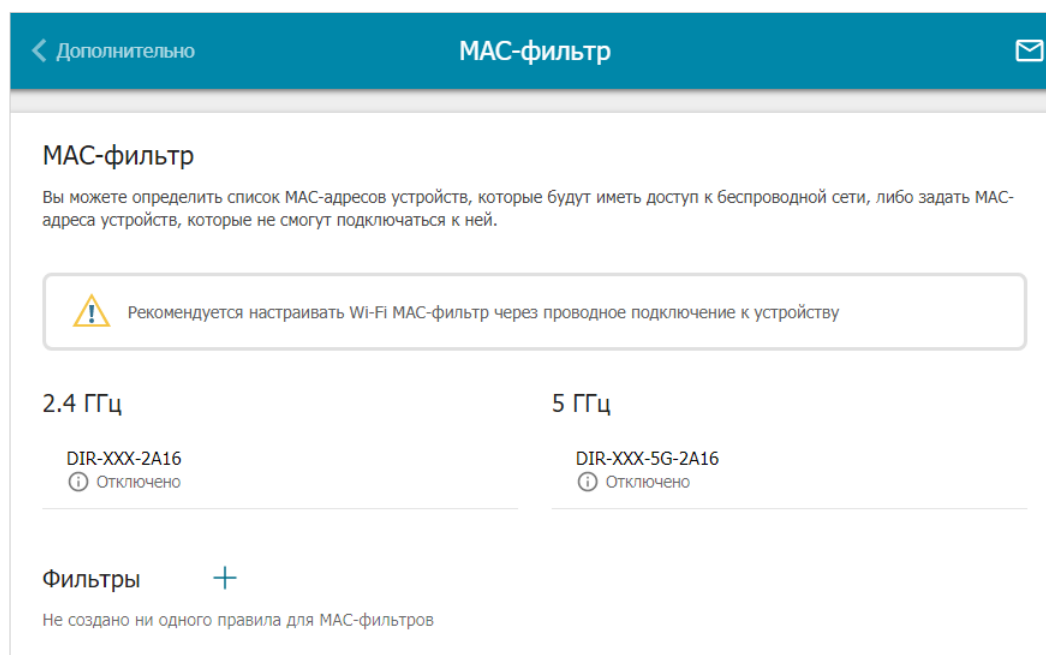 Дополнительно
MAC-фильтр
MAC-фильтр
Вы можете определить список MAC-адресов устройств, которые будут иметь доступ к беспроводной сети, либо задать MAC-
адреса устройств, которые не смогут подключаться к ней.
Рекомендуется настраивать Wi-Fi MAC-фильтр через проводное подключение к устройству
2.4 ГГц
5 ГГц
DIR-XXX-2A16
DIR-XXX-5G-2A16
Отключено
Отключено
Фильтры
Не создано ни одного правила для MAC-фильтров